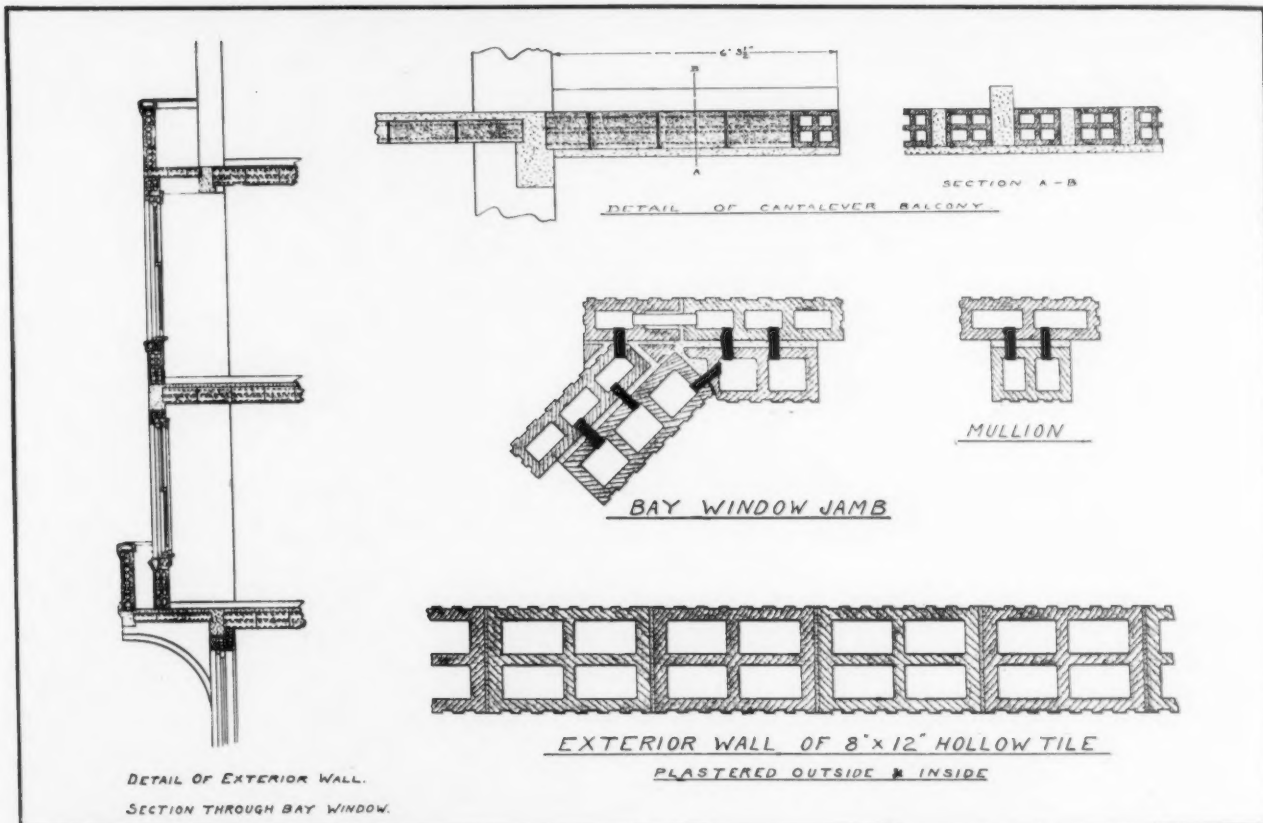 6' 3½"
B
A
SECTION A-B
DETAIL OF CANTALEVER BALCONY.
MULLION
BAY WINDOW JAMB
EXTERIOR WALL OF 8" x 12" HOLLOW TILE
PLASTERED OUTSIDE & INSIDE
DETAIL OF EXTERIOR WALL.
SECTION THROUGH BAY WINDOW.